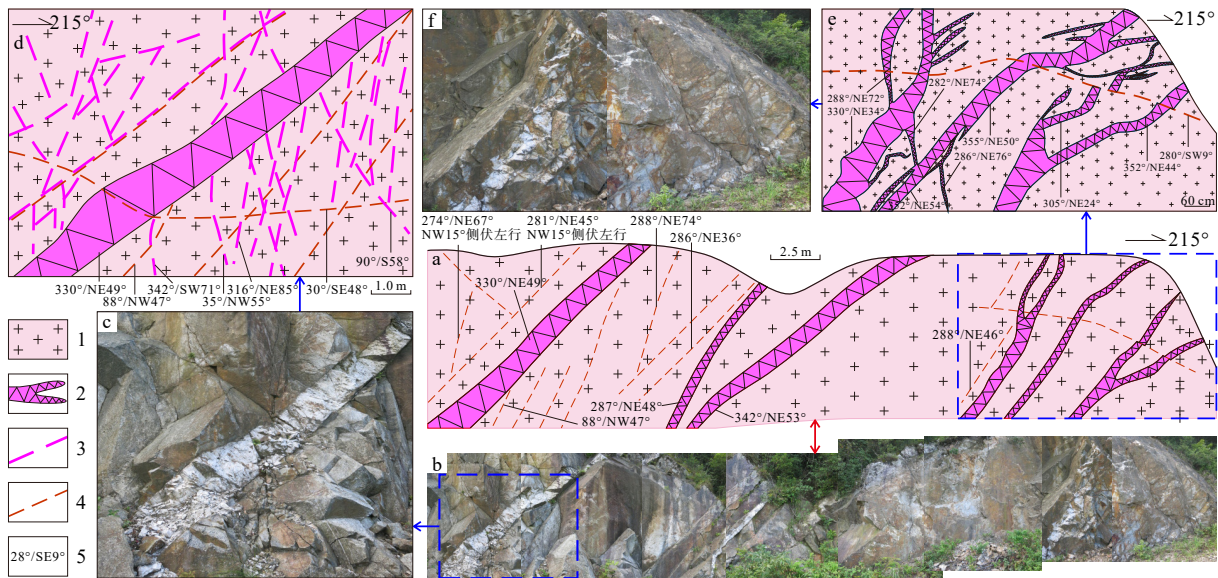 d
215°
330°/NE49°
88°/NW47°
342°/SW71°
35°/NW55°
316°/NE85°
30°/SE48°
90°/S58°
1.0 m
f
e
215°
288°/NE72°
330°/NE34°
282°/NE74°
355°/NE50°
286°/NE76°
352°/NE54°
305°/NE24°
352°/NE44°
280°/SW9°
60 cm
274°/NE67°
NW15°侧伏左行
281°/NE45°
NW15°侧伏左行
288°/NE74°
286°/NE36°
2.5 m
215°
a
330°/NE49°
88°/NW47°
287°/NE48°
342°/NE53°
288°/NE46°
c
b
1
2
3
4
28°/SE9°
5